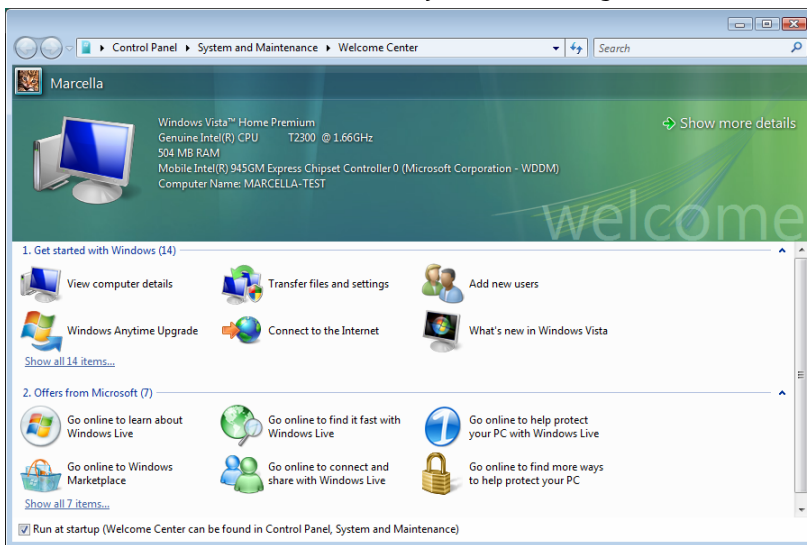 Control Panel ▸ System and Maintenance ▸ Welcome Center
Search
Marcella
Windows Vista™ Home Premium
Genuine Intel(R) CPU T2300 @ 1.66GHz
504 MB RAM
Mobile Intel(R) 945GM Express Chipset Controller 0 (Microsoft Corporation - WDDM)
Computer Name: MARCELLA-TEST
Show more details
welcome
1. Get started with Windows (14)
View computer details
Transfer files and settings
Add new users
Windows Anytime Upgrade
Connect to the Internet
What's new in Windows Vista
Show all 14 items...
2. Offers from Microsoft (7)
Go online to learn about
Windows Live
Go online to find it fast with
Windows Live
Go online to help protect
your PC with Windows Live
Go online to Windows
Marketplace
Go online to connect and
share with Windows Live
Go online to find more ways
to help protect your PC
Show all 7 items...
Run at startup (Welcome Center can be found in Control Panel, System and Maintenance)